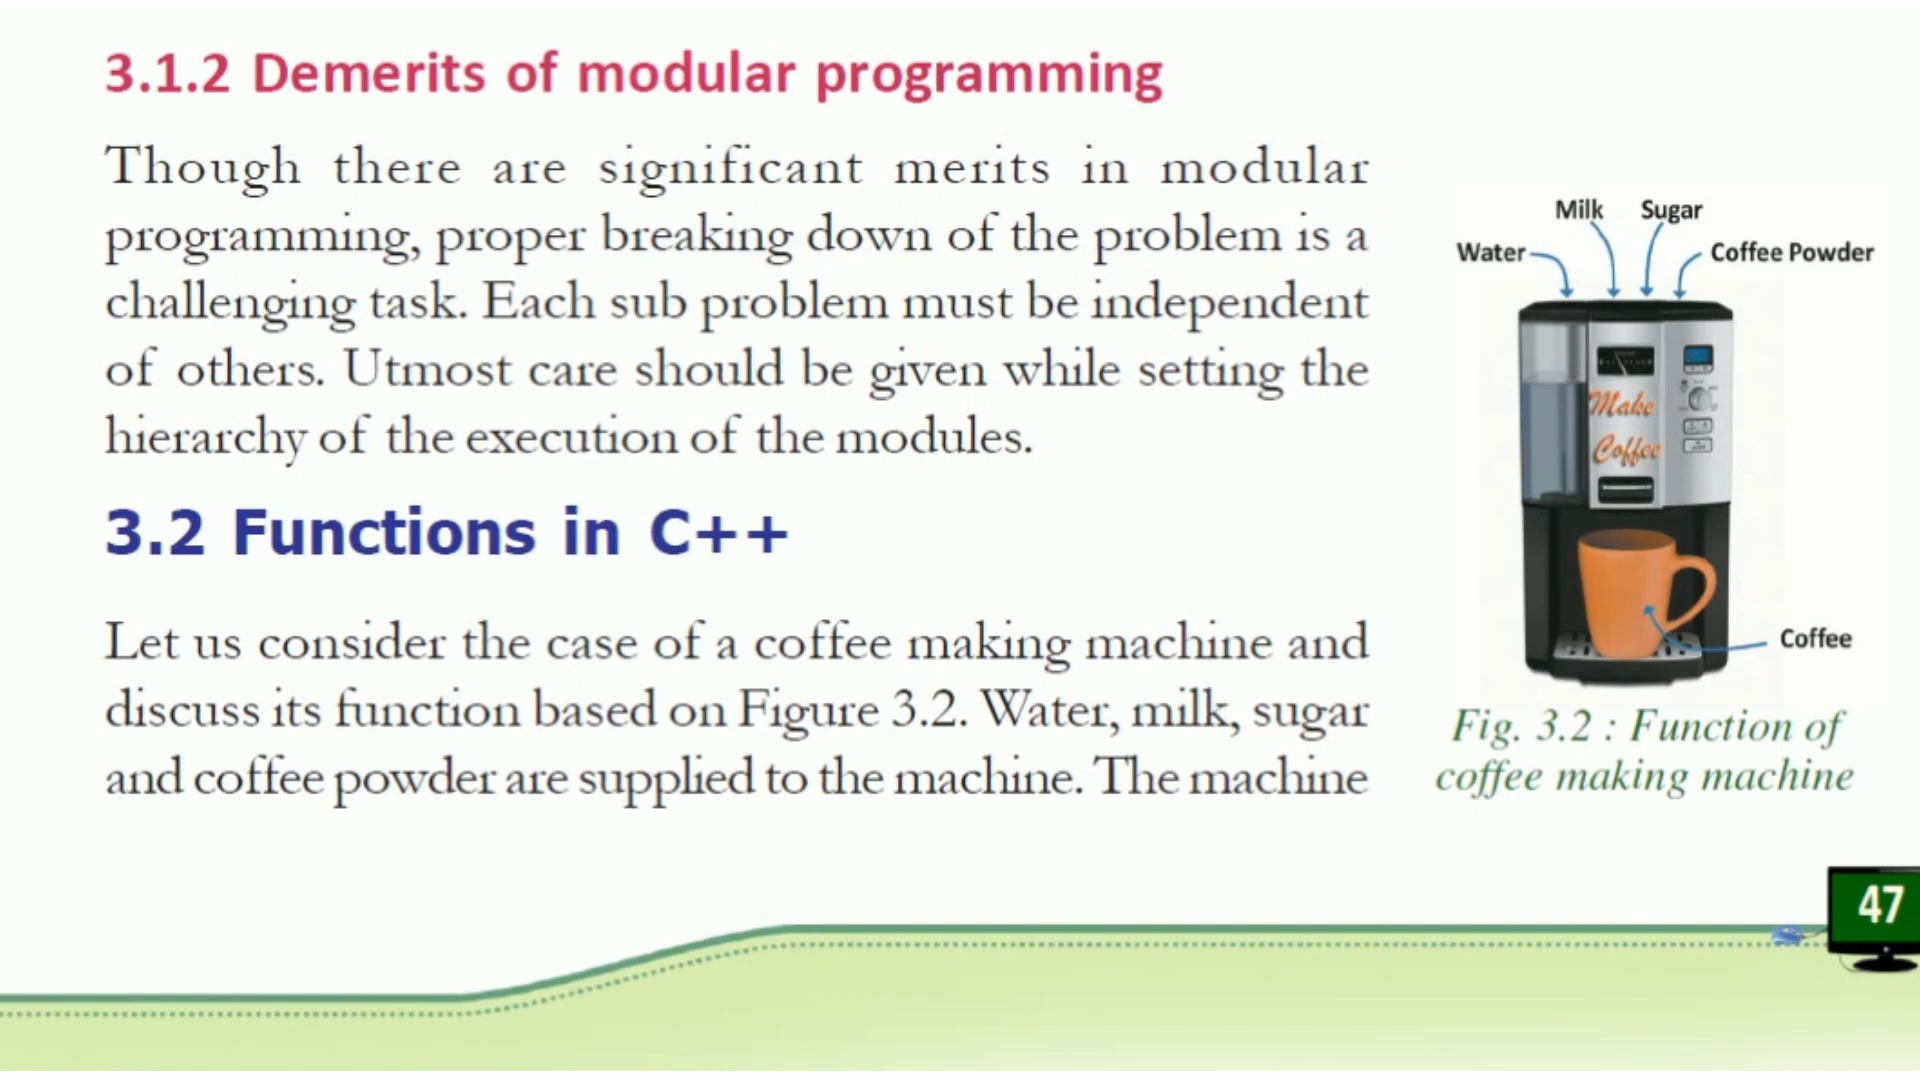 3.1.2 Demerits of modular programming
Though there are significant merits in modular
programming, proper breaking down of the problem is a
challenging task. Each sub problem must be independent
of others. Utmost care should be given while setting the
hierarchy of the execution of the modules.
3.2 Functions in C++
Let us consider the case of a coffee making machine and
discuss its function based on Figure 3.2. Water, milk, sugar
and coffee powder are supplied to the machine. The machine
Milk Sugar
Water Coffee Powder
Make
Coffee
Coffee
Fig. 3.2 : Function of
coffee making machine
47